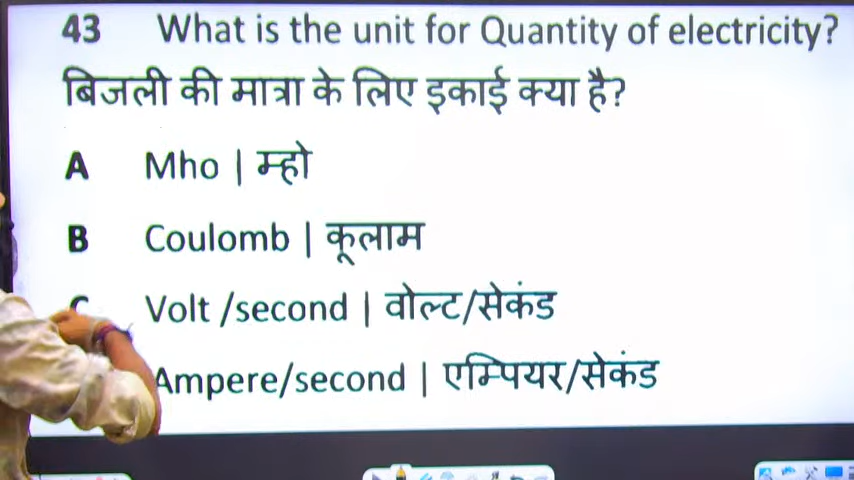 43 What is the unit for Quantity of electricity?
बिजली की मात्रा के लिए इकाई क्या है?
A Mho | म्हो
B Coulomb | कूलाम
C Volt /second | वोल्ट/सेकंड
Ampere/second | एम्पियर/सेकंड